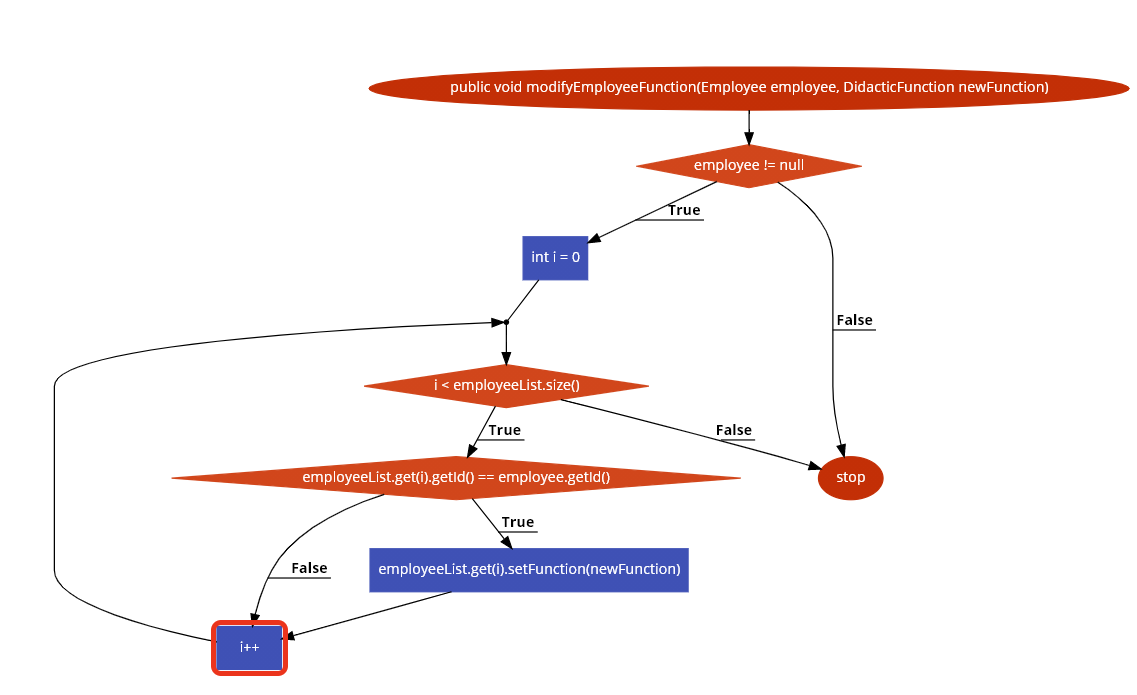 public void modifyEmployeeFunction(Employee employee, DidacticFunction newFunction)
employee != null
True
int i = 0
False
i < employeeList.size()
True
False
employeeList.get(i).getId() == employee.getId()
stop
True
False
employeeList.get(i).setFunction(newFunction)
i++